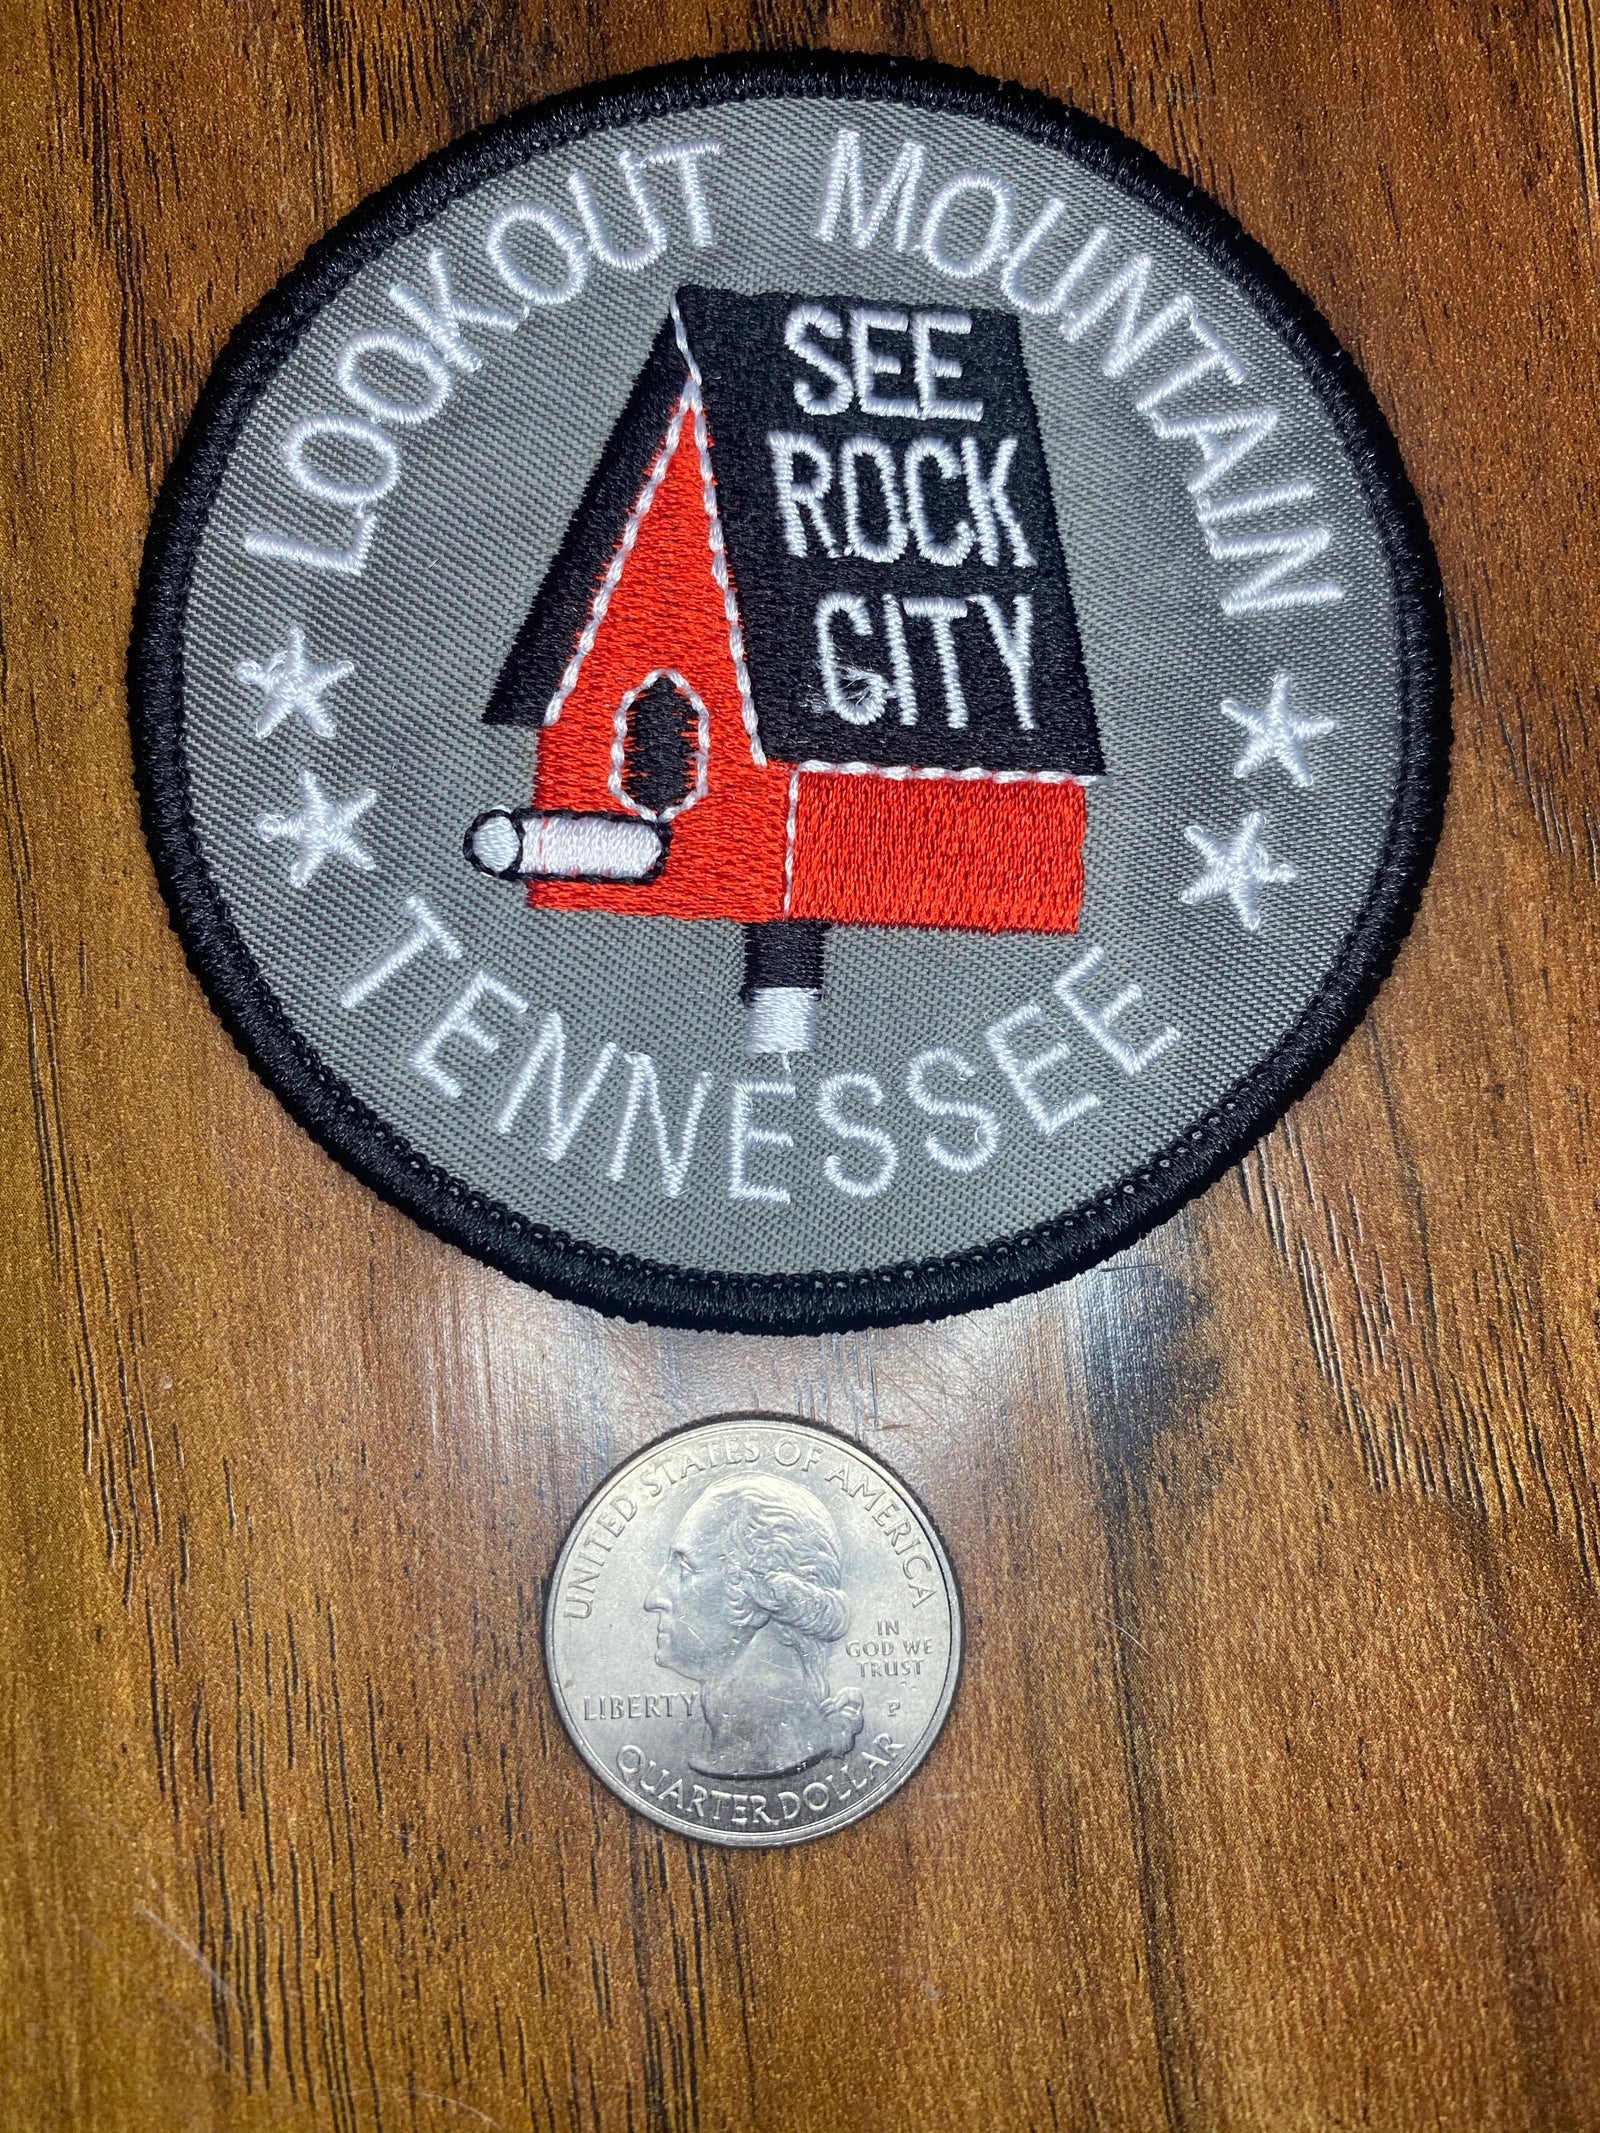 LOOKOUT MOUNTAIN
SEE
ROCK
CITY
TENNESSEE
UNITED STATES OF AMERICA
IN
GOD WE
TRUST
LIBERTY
P
QUARTER DOLLAR